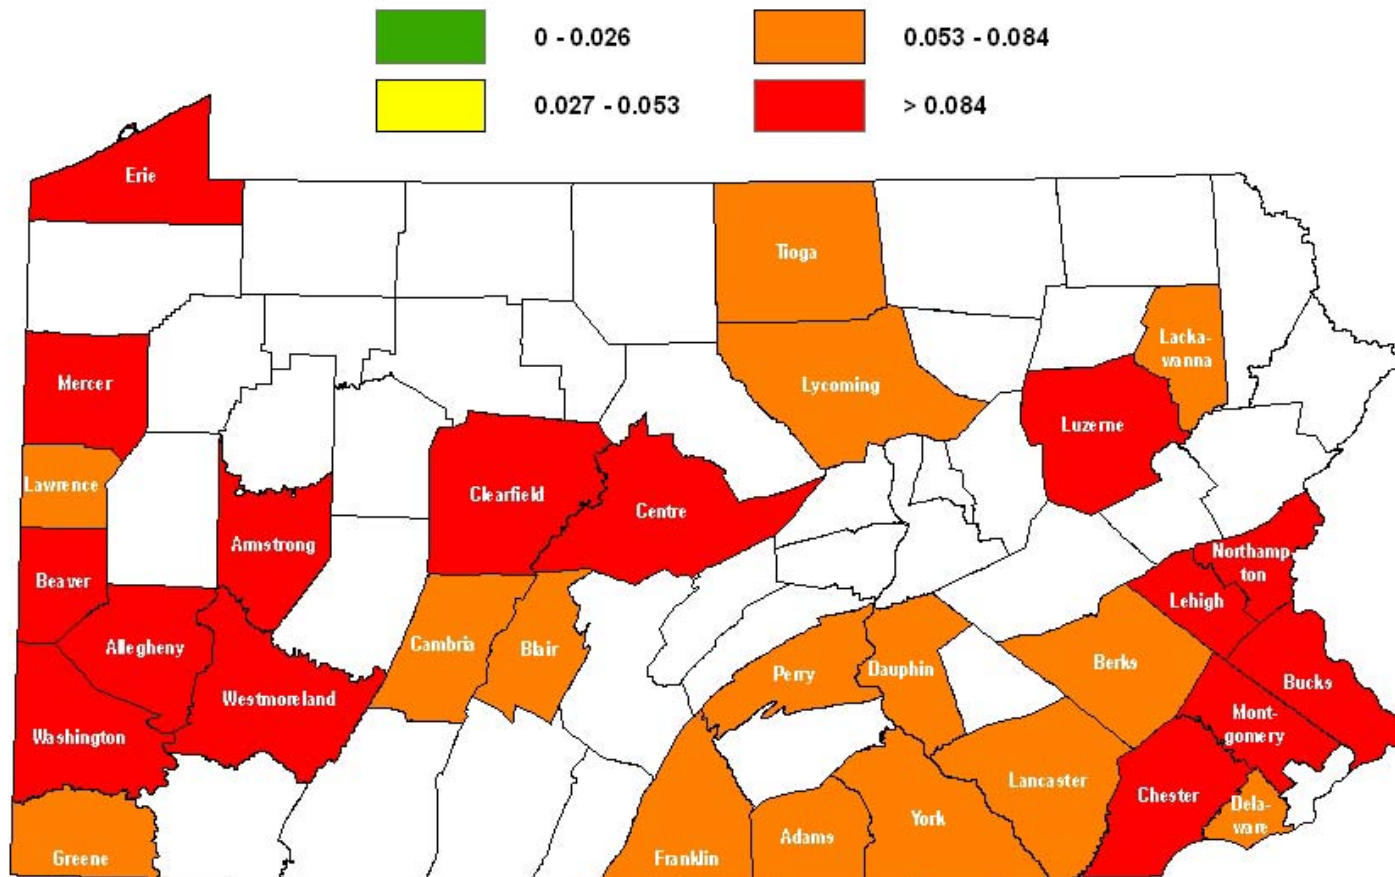 0 - 0.026
0.053 - 0.084
0.027 - 0.053
> 0.084
Erie
Tioga
Lacka-
wanna
Mercer
Lycoming
Luzerne
Lawrence
Clearfield
Centre
Armstrong
Northamp-
ton
Beaver
Lehigh
Allegheny
Cambria
Blair
Perry
Dauphin
Berks
Bucks
Westmoreland
Washington
Mont-
gomery
Lancaster
Chester
Dela-
ware
York
Adams
Greene
Franklin